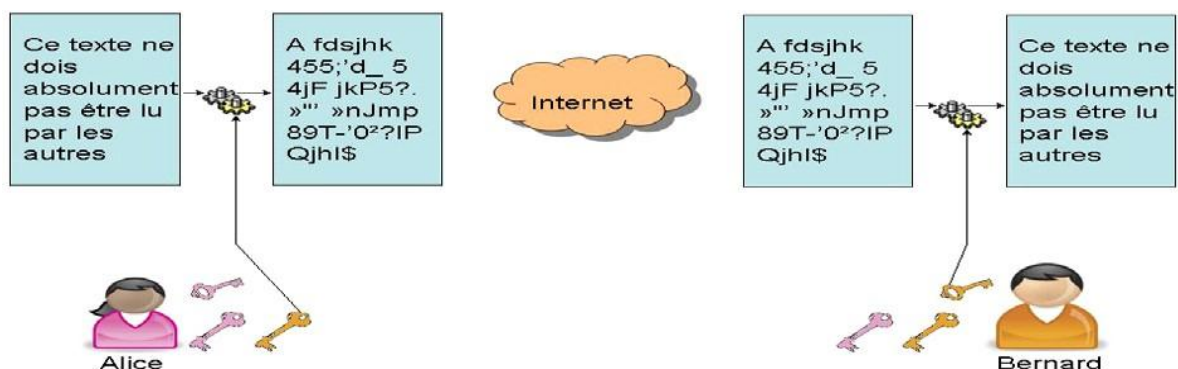 Ce texte ne
dois
absolument
pas être lu
par les
autres
A fdsjhk
455;'d_ 5
4jF jkP5?.
»"' »nJmp
89T-'0²?IP
QjhI$
Internet
A fdsjhk
455;'d_ 5
4jF jkP5?.
»"' »nJmp
89T-'0²?IP
QjhI$
Ce texte ne
dois
absolument
pas être lu
par les
autres
Alice
Bernard